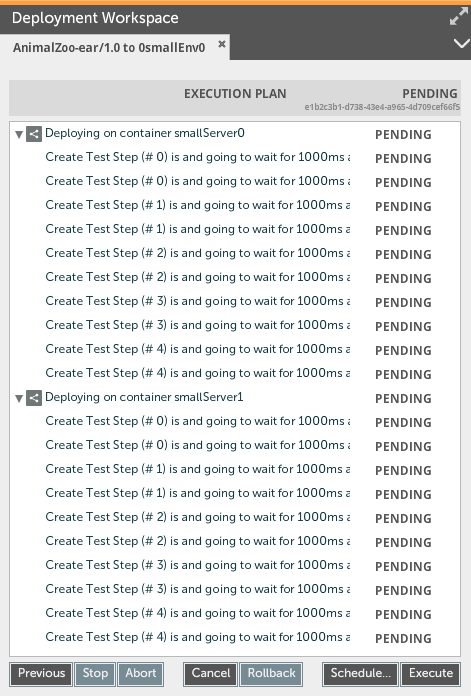 Deployment Workspace
AnimalZoo-ear/1.0 to 0smallEnv0
EXECUTION PLAN PENDING
e1b2c3b1-d738-43e4-a965-4d709cef66f5
Deploying on container smallServer0 PENDING
Create Test Step (# 0) is and going to wait for 1000ms a PENDING
Create Test Step (# 0) is and going to wait for 1000ms a PENDING
Create Test Step (# 1) is and going to wait for 1000ms a PENDING
Create Test Step (# 1) is and going to wait for 1000ms a PENDING
Create Test Step (# 2) is and going to wait for 1000ms a PENDING
Create Test Step (# 2) is and going to wait for 1000ms a PENDING
Create Test Step (# 3) is and going to wait for 1000ms a PENDING
Create Test Step (# 3) is and going to wait for 1000ms a PENDING
Create Test Step (# 4) is and going to wait for 1000ms a PENDING
Create Test Step (# 4) is and going to wait for 1000ms a PENDING
Deploying on container smallServer1 PENDING
Create Test Step (# 0) is and going to wait for 1000ms a PENDING
Create Test Step (# 0) is and going to wait for 1000ms a PENDING
Create Test Step (# 1) is and going to wait for 1000ms a PENDING
Create Test Step (# 1) is and going to wait for 1000ms a PENDING
Create Test Step (# 2) is and going to wait for 1000ms a PENDING
Create Test Step (# 2) is and going to wait for 1000ms a PENDING
Create Test Step (# 3) is and going to wait for 1000ms a PENDING
Create Test Step (# 3) is and going to wait for 1000ms a PENDING
Create Test Step (# 4) is and going to wait for 1000ms a PENDING
Create Test Step (# 4) is and going to wait for 1000ms a PENDING
Previous Stop Abort Cancel Rollback Schedule... Execute